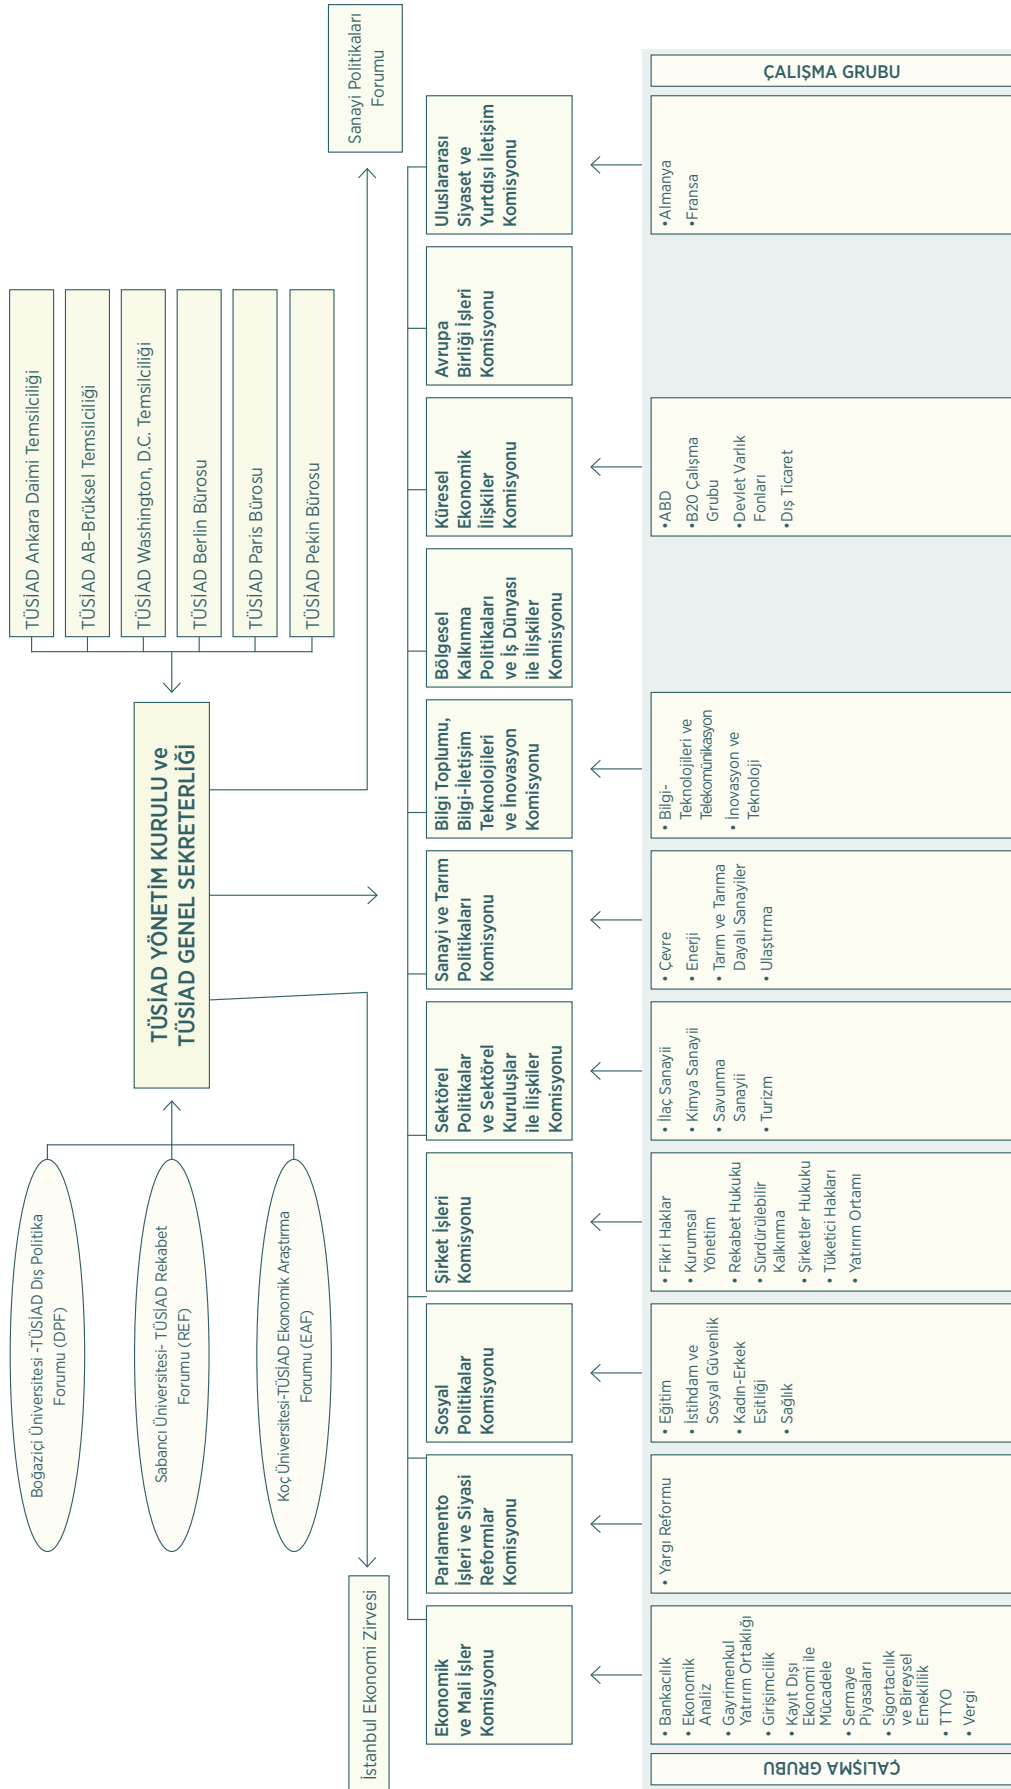 Boğaziçi Üniversitesi -TÜSİAD Dış Politika
Forumu (DPF)
Sabancı Üniversitesi- TÜSİAD Rekabet
Forumu (REF)
Koç Üniversitesi-TÜSİAD Ekonomik Araştırma
Forumu (EAF)
TÜSİAD YÖNETİM KURULU ve
TÜSİAD GENEL SEKRETERLİĞİ
TÜSİAD Ankara Daimi Temsilciliği
TÜSİAD AB-Brüksel Temsilciliği
TÜSİAD Washington, D.C. Temsilciliği
TÜSİAD Berlin Bürosu
TÜSİAD Paris Bürosu
TÜSİAD Pekin Bürosu
İstanbul Ekonomi Zirvesi
Sanayi Politikaları
Forumu
Ekonomik
ve Mali İşler
Komisyonu
Parlamento
İşleri ve Siyasi
Reformlar
Komisyonu
Sosyal
Politikalar
Komisyonu
Şirket İşleri
Komisyonu
Sektörel
Politikalar
ve Sektörel
Kuruluşlar
ile İlişkiler
Komisyonu
Sanayi ve Tarım
Politikaları
Komisyonu
Bilgi Toplumu,
Bilgi-İletişim
Teknolojileri
ve İnovasyon
Komisyonu
Bölgesel
Kalkınma
Politikaları
ve İş Dünyası
ile İlişkiler
Komisyonu
Küresel
Ekonomik
İlişkiler
Komisyonu
Avrupa
Birliği İşleri
Komisyonu
Uluslararası
Siyaset ve
Yurtdışı İletişim
Komisyonu
ÇALIŞMA GRUBU
• Bankacılık
• Ekonomik
Analiz
• Gayrimenkul
Yatırım Ortaklığı
• Girişimcilik
• Kayıt Dışı
Ekonomi ile
Mücadele
• Sermaye
Piyasaları
• Sigortacılık
ve Bireysel
Emeklilik
• TTYO
• Vergi
• Yargı Reformu
• Eğitim
• İstihdam ve
Sosyal Güvenlik
• Kadın-Erkek
Eşitliği
• Sağlık
• Fikri Haklar
• Kurumsal
Yönetim
• Rekabet Hukuku
• Sürdürülebilir
Kalkınma
• Şirketler Hukuku
• Tüketici Hakları
• Yatırım Ortamı
• İlaç Sanayii
• Kimya Sanayii
• Savunma
Sanayii
• Turizm
• Çevre
• Enerji
• Tarım ve Tarıma
Dayalı Sanayiler
• Ulaştırma
• Bilgi-
Teknolojileri ve
Telekomünikasyon
• İnovasyon ve
Teknoloji
•ABD
•B20 Çalışma
Grubu
•Devlet Varlık
Fonları
•Dış Ticaret
•Almanya
•Fransa
ÇALIŞMA GRUBU